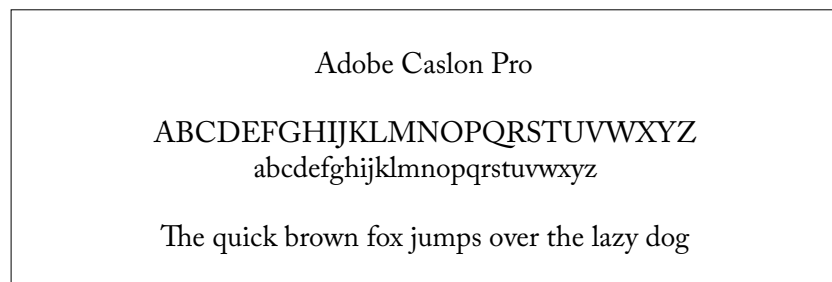 Adobe Caslon Pro
ABCDEFGHIJKLMNOPQRSTUVWXYZ
abcdefghijklmnopqrstuvwxyz
The quick brown fox jumps over the lazy dog